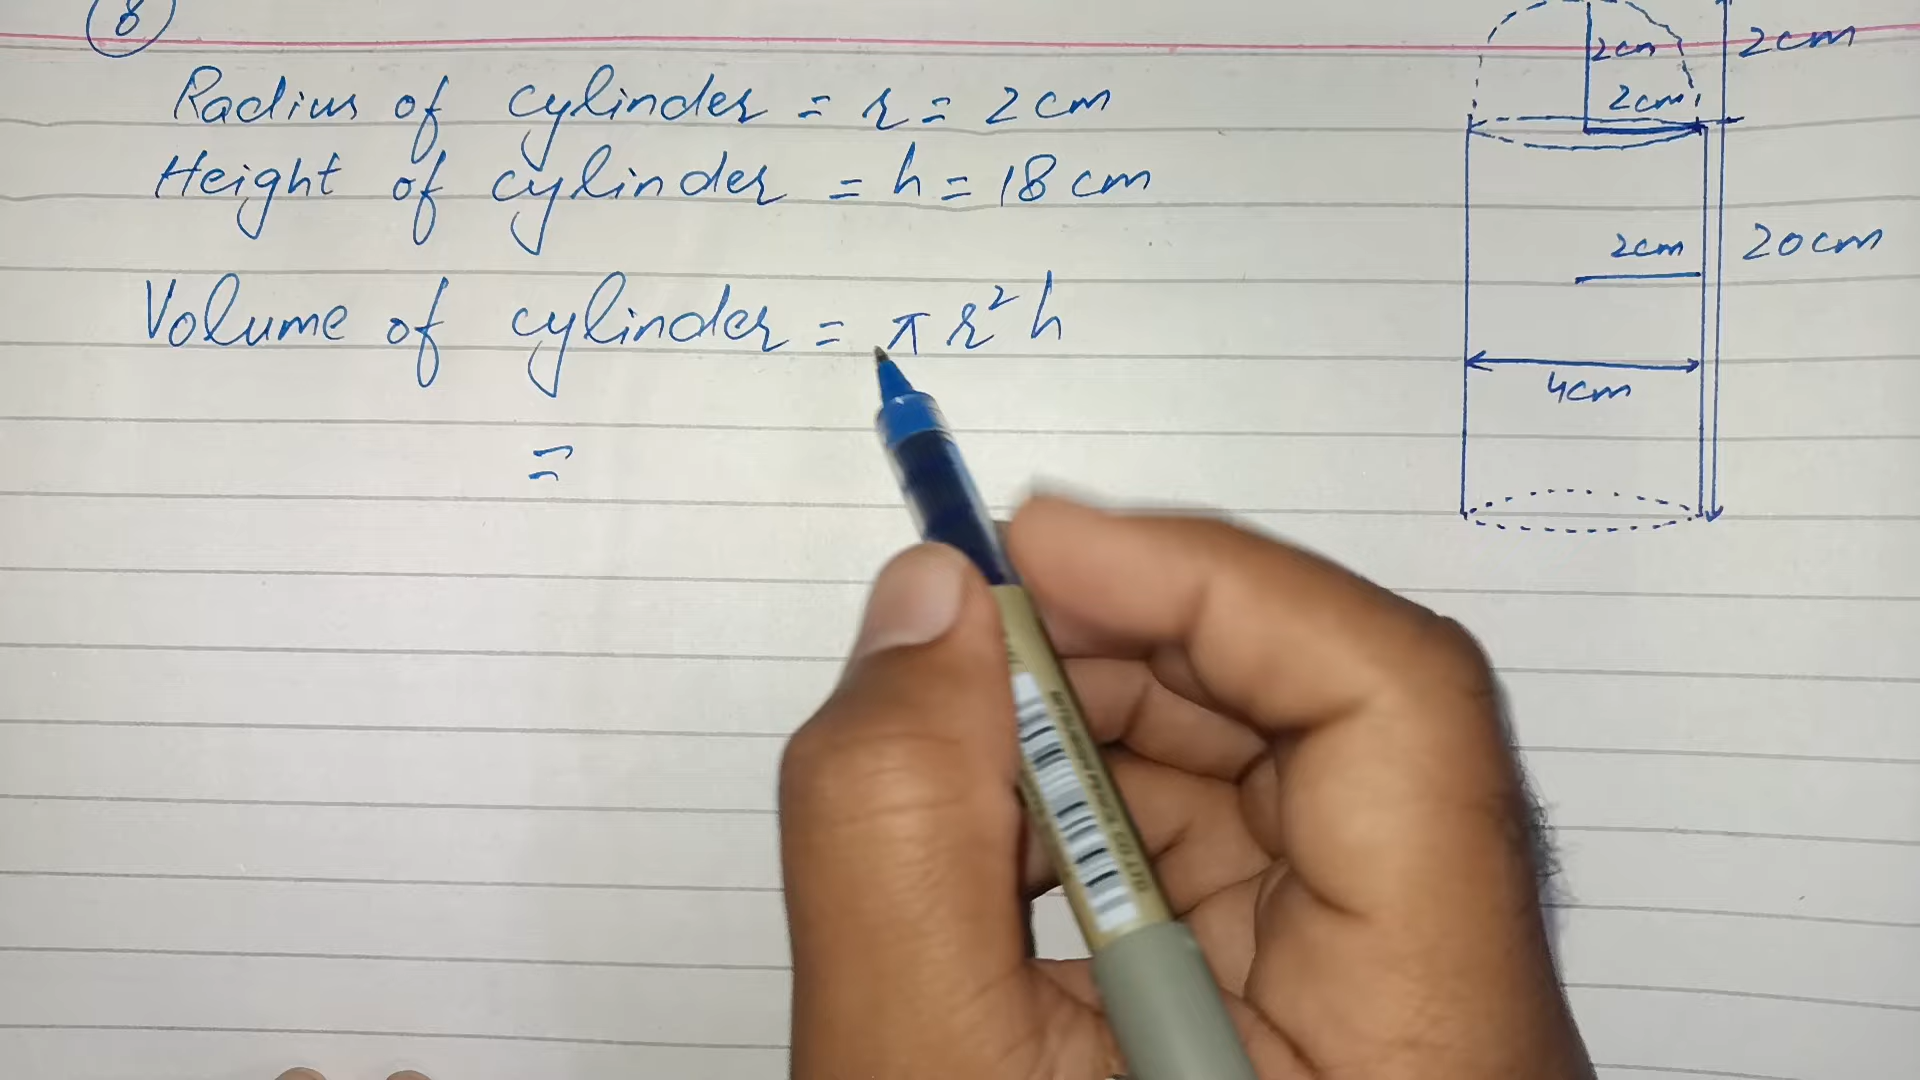 8
Radius of cylinder = r = 2 cm
Height of cylinder = h = 18 cm
Volume of cylinder = π r² h
=
2cm
2cm
2cm
2cm
20cm
4cm